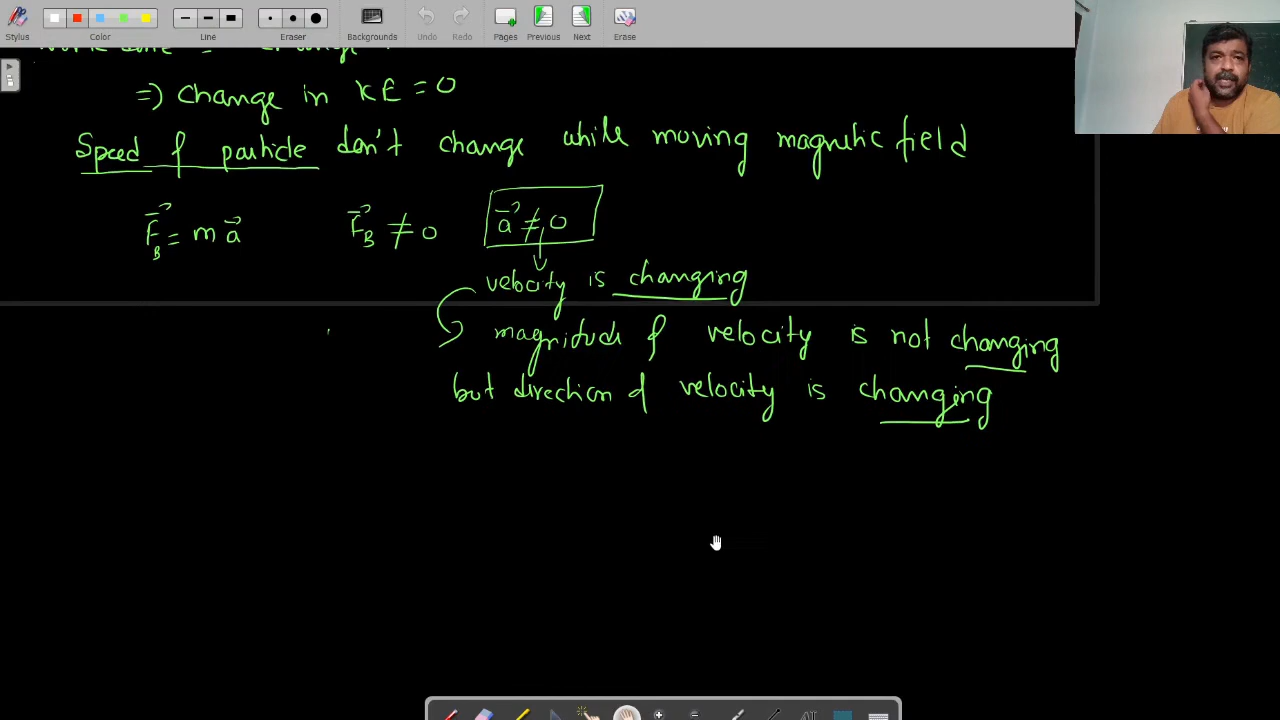 Stylus Color Line Eraser Backgrounds Undo Redo Pages Previous Next Erase
=) Change in KE = 0
Speed of particle don't change while moving magnetic field
F⃗_B = m a⃗ F⃗_B ≠ 0 a⃗ ≠ 0
velocity is changing
magnitude of velocity is not changing
but direction of velocity is changing